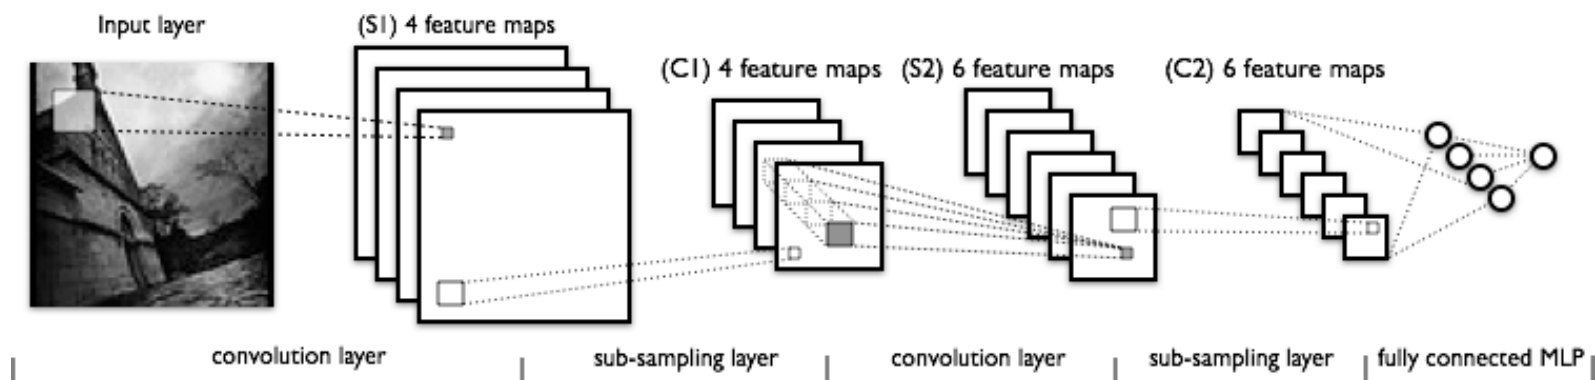 Input layer
(S1) 4 feature maps
(C1) 4 feature maps
(S2) 6 feature maps
(C2) 6 feature maps
convolution layer
sub-sampling layer
convolution layer
sub-sampling layer
fully connected MLP